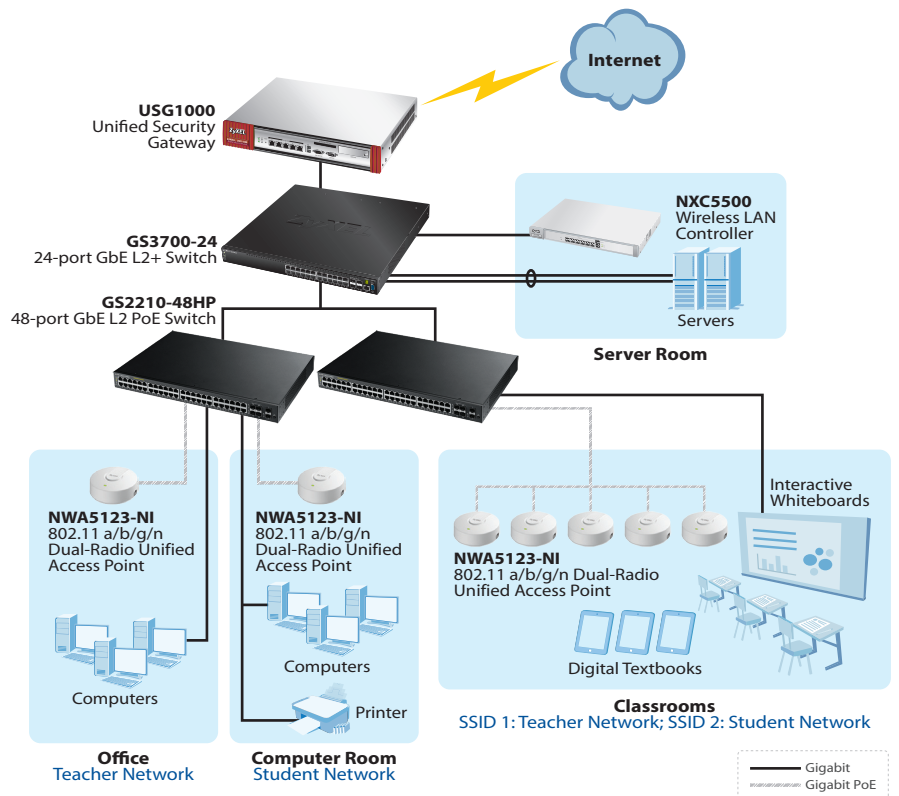 Internet
USG1000
Unified Security
Gateway
ZyXEL
NXC5500
Wireless LAN
Controller
GS3700-24
24-port GbE L2+ Switch
Servers
GS2210-48HP
48-port GbE L2 PoE Switch
Server Room
NWA5123-NI
802.11 a/b/g/n
Dual-Radio Unified
Access Point
Computers
Office
Teacher Network
NWA5123-NI
802.11 a/b/g/n
Dual-Radio Unified
Access Point
Computers
Printer
Computer Room
Student Network
NWA5123-NI
802.11 a/b/g/n Dual-Radio
Unified Access Point
Interactive
Whiteboards
Digital Textbooks
Classrooms
SSID 1: Teacher Network; SSID 2: Student Network
Gigabit
Gigabit PoE